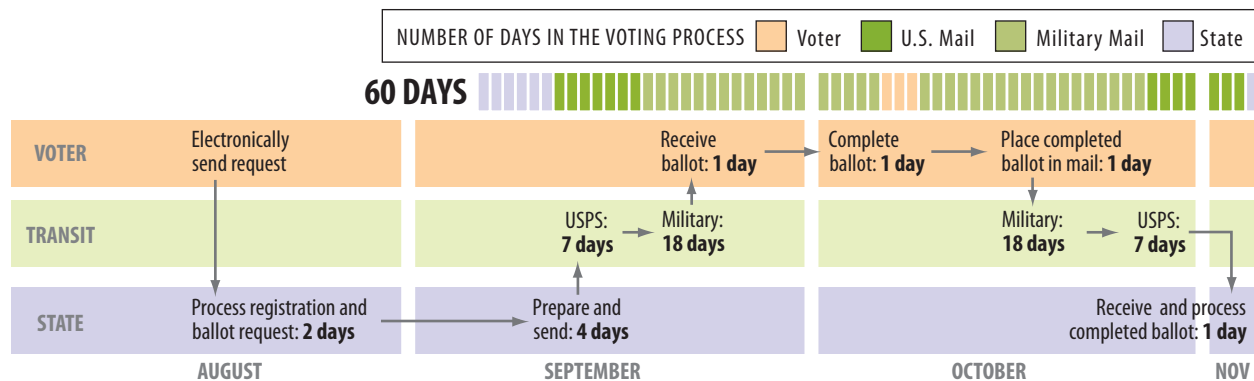 NUMBER OF DAYS IN THE VOTING PROCESS Voter U.S. Mail Military Mail State
60 DAYS
VOTER
Electronically
send request
Receive
ballot: 1 day
Complete
ballot: 1 day
Place completed
ballot in mail: 1 day
TRANSIT
USPS:
7 days
Military:
18 days
Military:
18 days
USPS:
7 days
STATE
Process registration and
ballot request: 2 days
Prepare and
send: 4 days
Receive and process
completed ballot: 1 day
AUGUST SEPTEMBER OCTOBER NOV